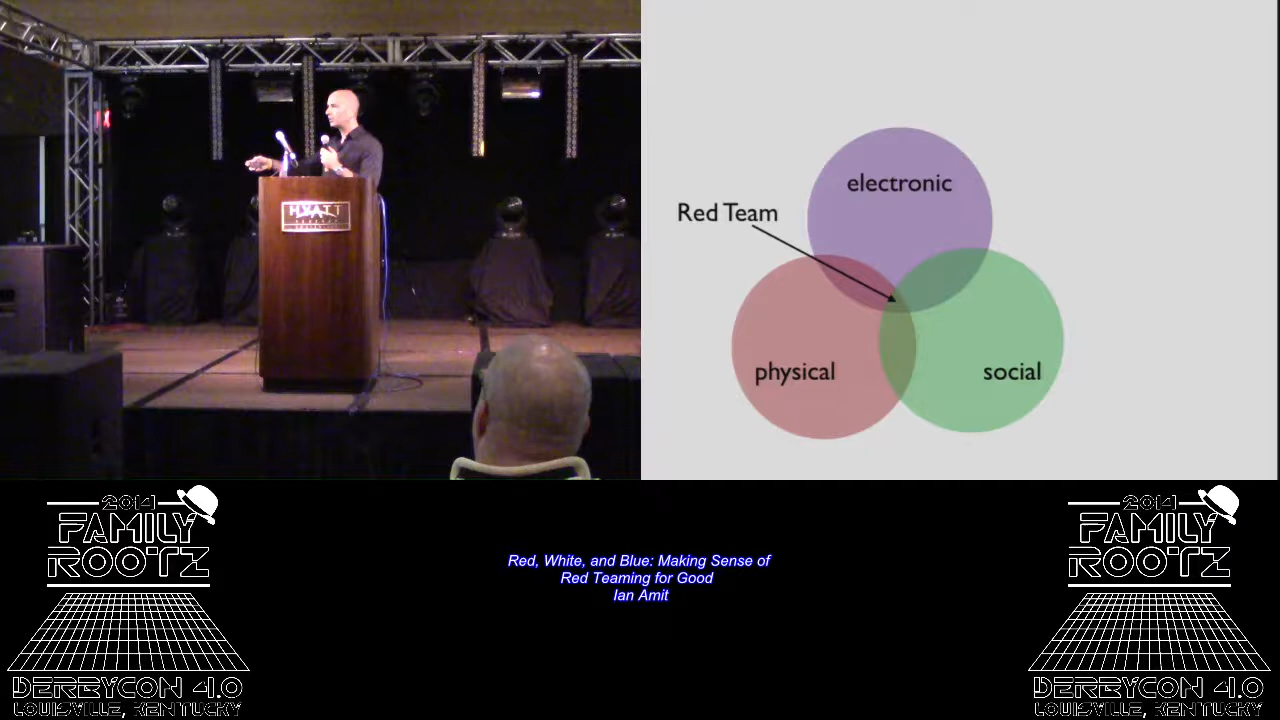 HYATT
electronic
Red Team
physical
social
2014
FAMILY
ROOTZ
DERBYCON 4.0
LOUISVILLE, KENTUCKY
Red, White, and Blue: Making Sense of
Red Teaming for Good
Ian Amit
2014
FAMILY
ROOTZ
DERBYCON 4.0
LOUISVILLE, KENTUCKY